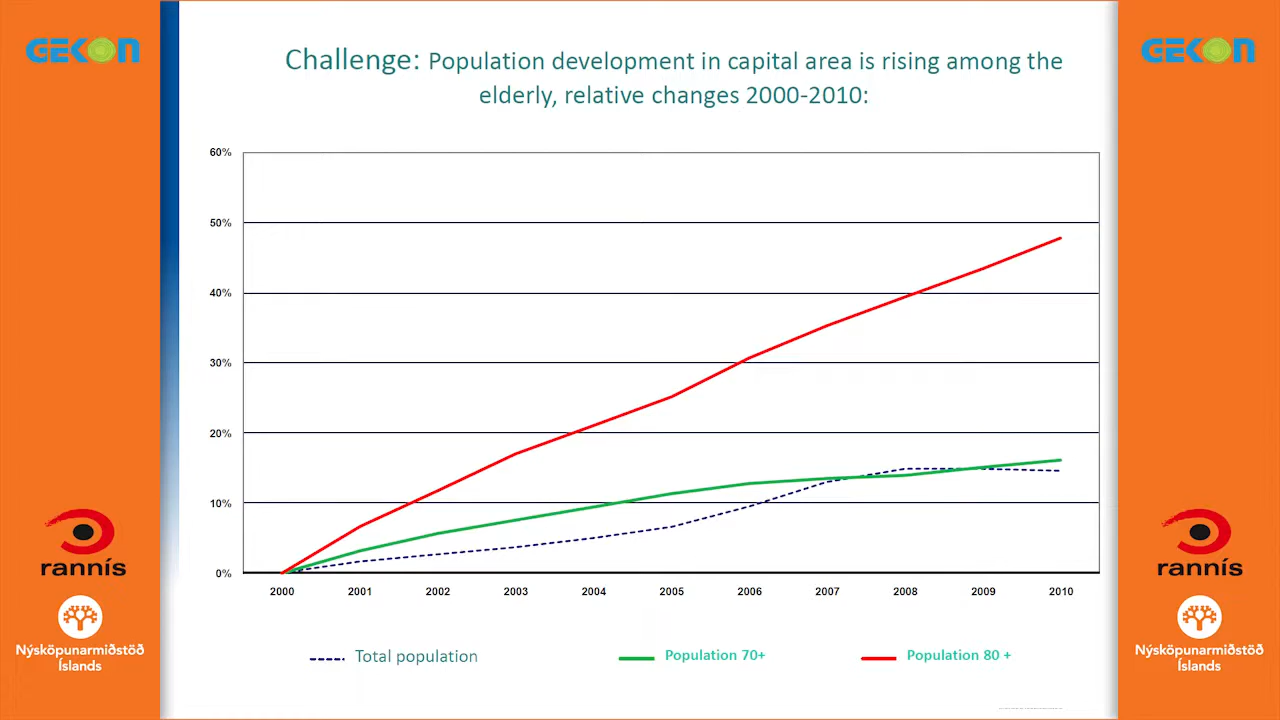 GEKON
GEKON
Challenge: Population development in capital area is rising among the
elderly, relative changes 2000-2010:
60%
50%
40%
30%
20%
10%
0%
2000 2001 2002 2003 2004 2005 2006 2007 2008 2009 2010
Total population
Population 70+
Population 80 +
rannís
Nýsköpunarmiðstöð
Íslands
rannís
Nýsköpunarmiðstöð
Íslands